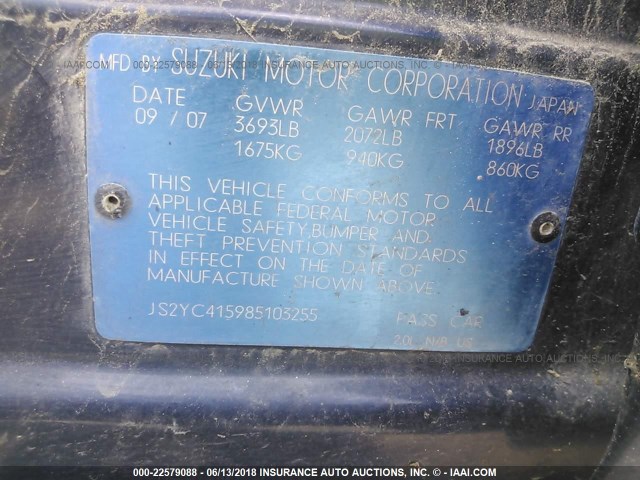 MFD BY SUZUKI MOTOR CORPORATION JAPAN
DATE GVWR GAWR FRT GAWR RR
09 / 07 3693LB 2072LB 1896LB
1675KG 940KG 860KG
THIS VEHICLE CONFORMS TO ALL
APPLICABLE FEDERAL MOTOR
VEHICLE SAFETY,BUMPER AND
THEFT PREVENTION STANDARDS
IN EFFECT ON THE DATE OF
MANUFACTURE SHOWN ABOVE.
JS2YC415985103255 PASS CAR
2.0L N/B US
000-22579088 - 06/13/2018 - INSURANCE AUTO AUCTIONS, INC. - © - IAAI.COM